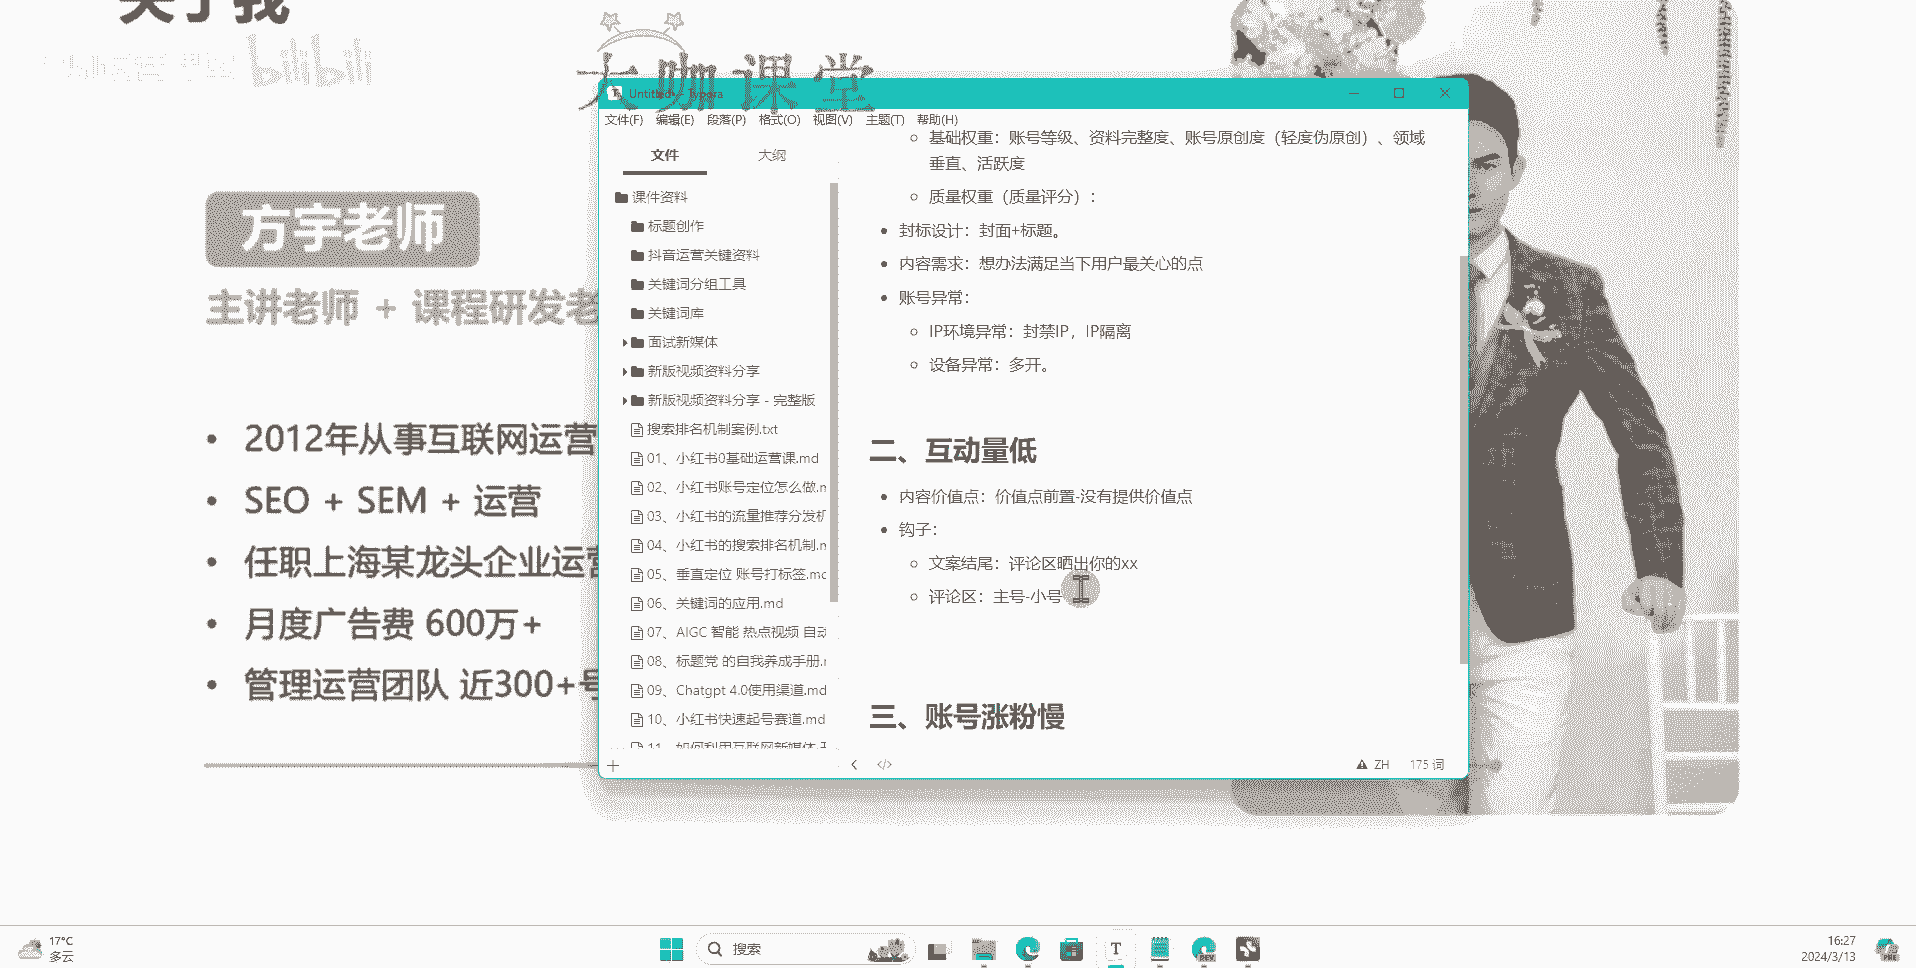 关于我
bilibili
大咖课堂
方宇老师
主讲老师 + 课程研发老
2012年从事互联网运营
SEO + SEM + 运营
任职上海某龙头企业运营
月度广告费 600万+
管理运营团队 近300+号
Untitled - Typora
文件(F) 编辑(E) 段落(P) 格式(O) 视图(V) 主题(T) 帮助(H)
文件 大纲
课件资料
标题创作
抖音运营关键资料
关键词分组工具
关键词库
面试新媒体
新版视频资料分享
新版视频资料分享 - 完整版
搜索排名机制案例.txt
01、小红书0基础运营课.md
02、小红书账号定位怎么做.m
03、小红书的流量推荐分发机
04、小红书的搜索排名机制.m
05、垂直定位 账号打标签.md
06、关键词的应用.md
07、AIGC 智能 热点视频 自动
08、标题党 的自我养成手册.m
09、Chatgpt 4.0使用渠道.md
10、小红书快速起号赛道.md
11、如何利用互联网新媒体
基础权重：账号等级、资料完整度、账号原创度（轻度伪原创）、领域
垂直、活跃度
质量权重（质量评分）：
封标设计：封面+标题。
内容需求：想办法满足当下用户最关心的点
账号异常：
IP环境异常：封禁IP，IP隔离
设备异常：多开。
二、互动量低
内容价值点：价值点前置-没有提供价值点
钩子：
文案结尾：评论区晒出你的xx
评论区：主号-小号
三、账号涨粉慢
ZH 175 词
17°C
多云
搜索
T
DEV
PRE
16:27
2024/3/13